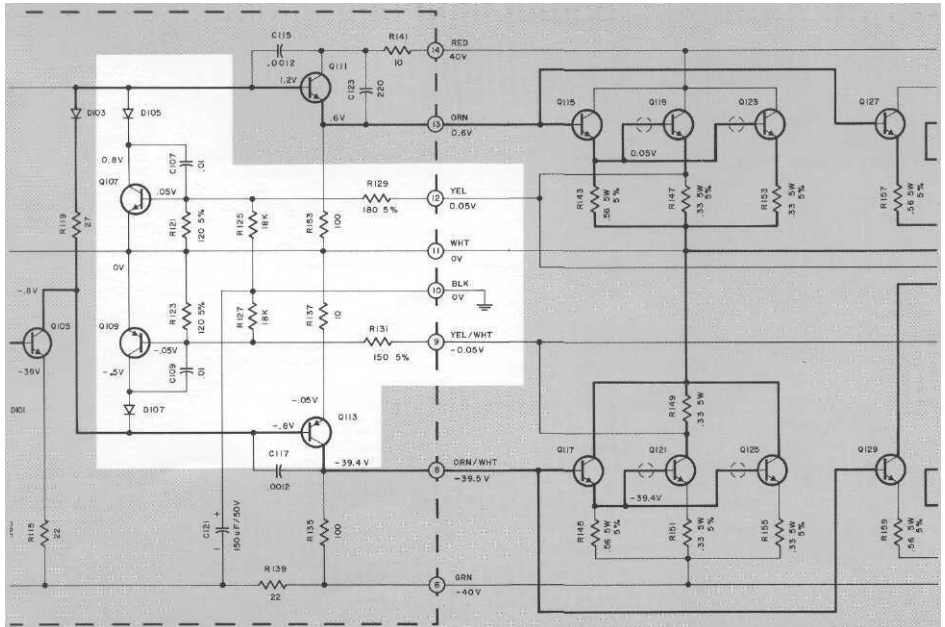 C115
.0012
R141
10
14
RED
40V
Q111
1.2V
C123
220
.6V
13
ORN
0.6V
Q115
Q119
Q123
Q127
0.05V
D103
D105
0.8V
C107
.01
Q107
.05V
R129
180 5%
12
YEL
0.05V
R119
27
R121
120 5%
R125
18K
R153
100
R143
.56 5W
5%
R147
.33 5W
5%
R153
.33 5W
5%
R157
.56 5W
5%
11
WHT
0V
0V
10
BLK
0V
-.8V
Q105
-39V
R123
120 5%
R127
18K
R137
10
Q109
-.05V
R131
150 5%
9
YEL/WHT
-0.05V
-.5V
C109
.01
D101
D107
-.05V
Q113
-.8V
R149
.33 5W
C117
.0012
-39.4V
8
ORN/WHT
-39.5V
Q117
Q121
Q125
Q129
-39.4V
R115
22
C121
+
150uF/50V
–
R135
100
R145
.56 5W
5%
R151
.33 5W
5%
R155
.33 5W
5%
R159
.56 5W
5%
R139
22
6
GRN
-40V